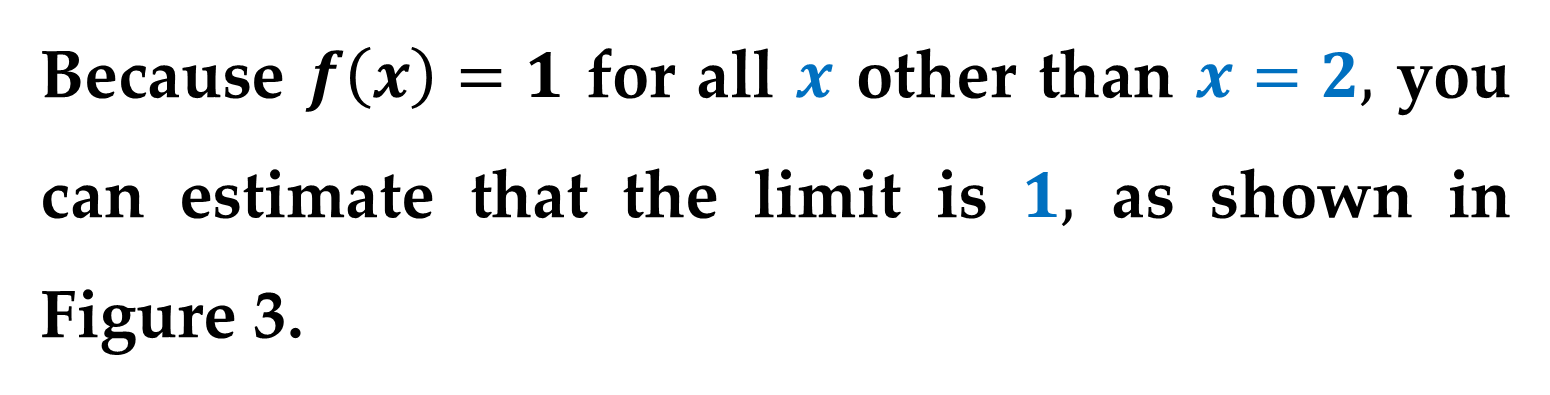 Because f(x) = 1 for all x other than x = 2, you
can estimate that the limit is 1, as shown in
Figure 3.